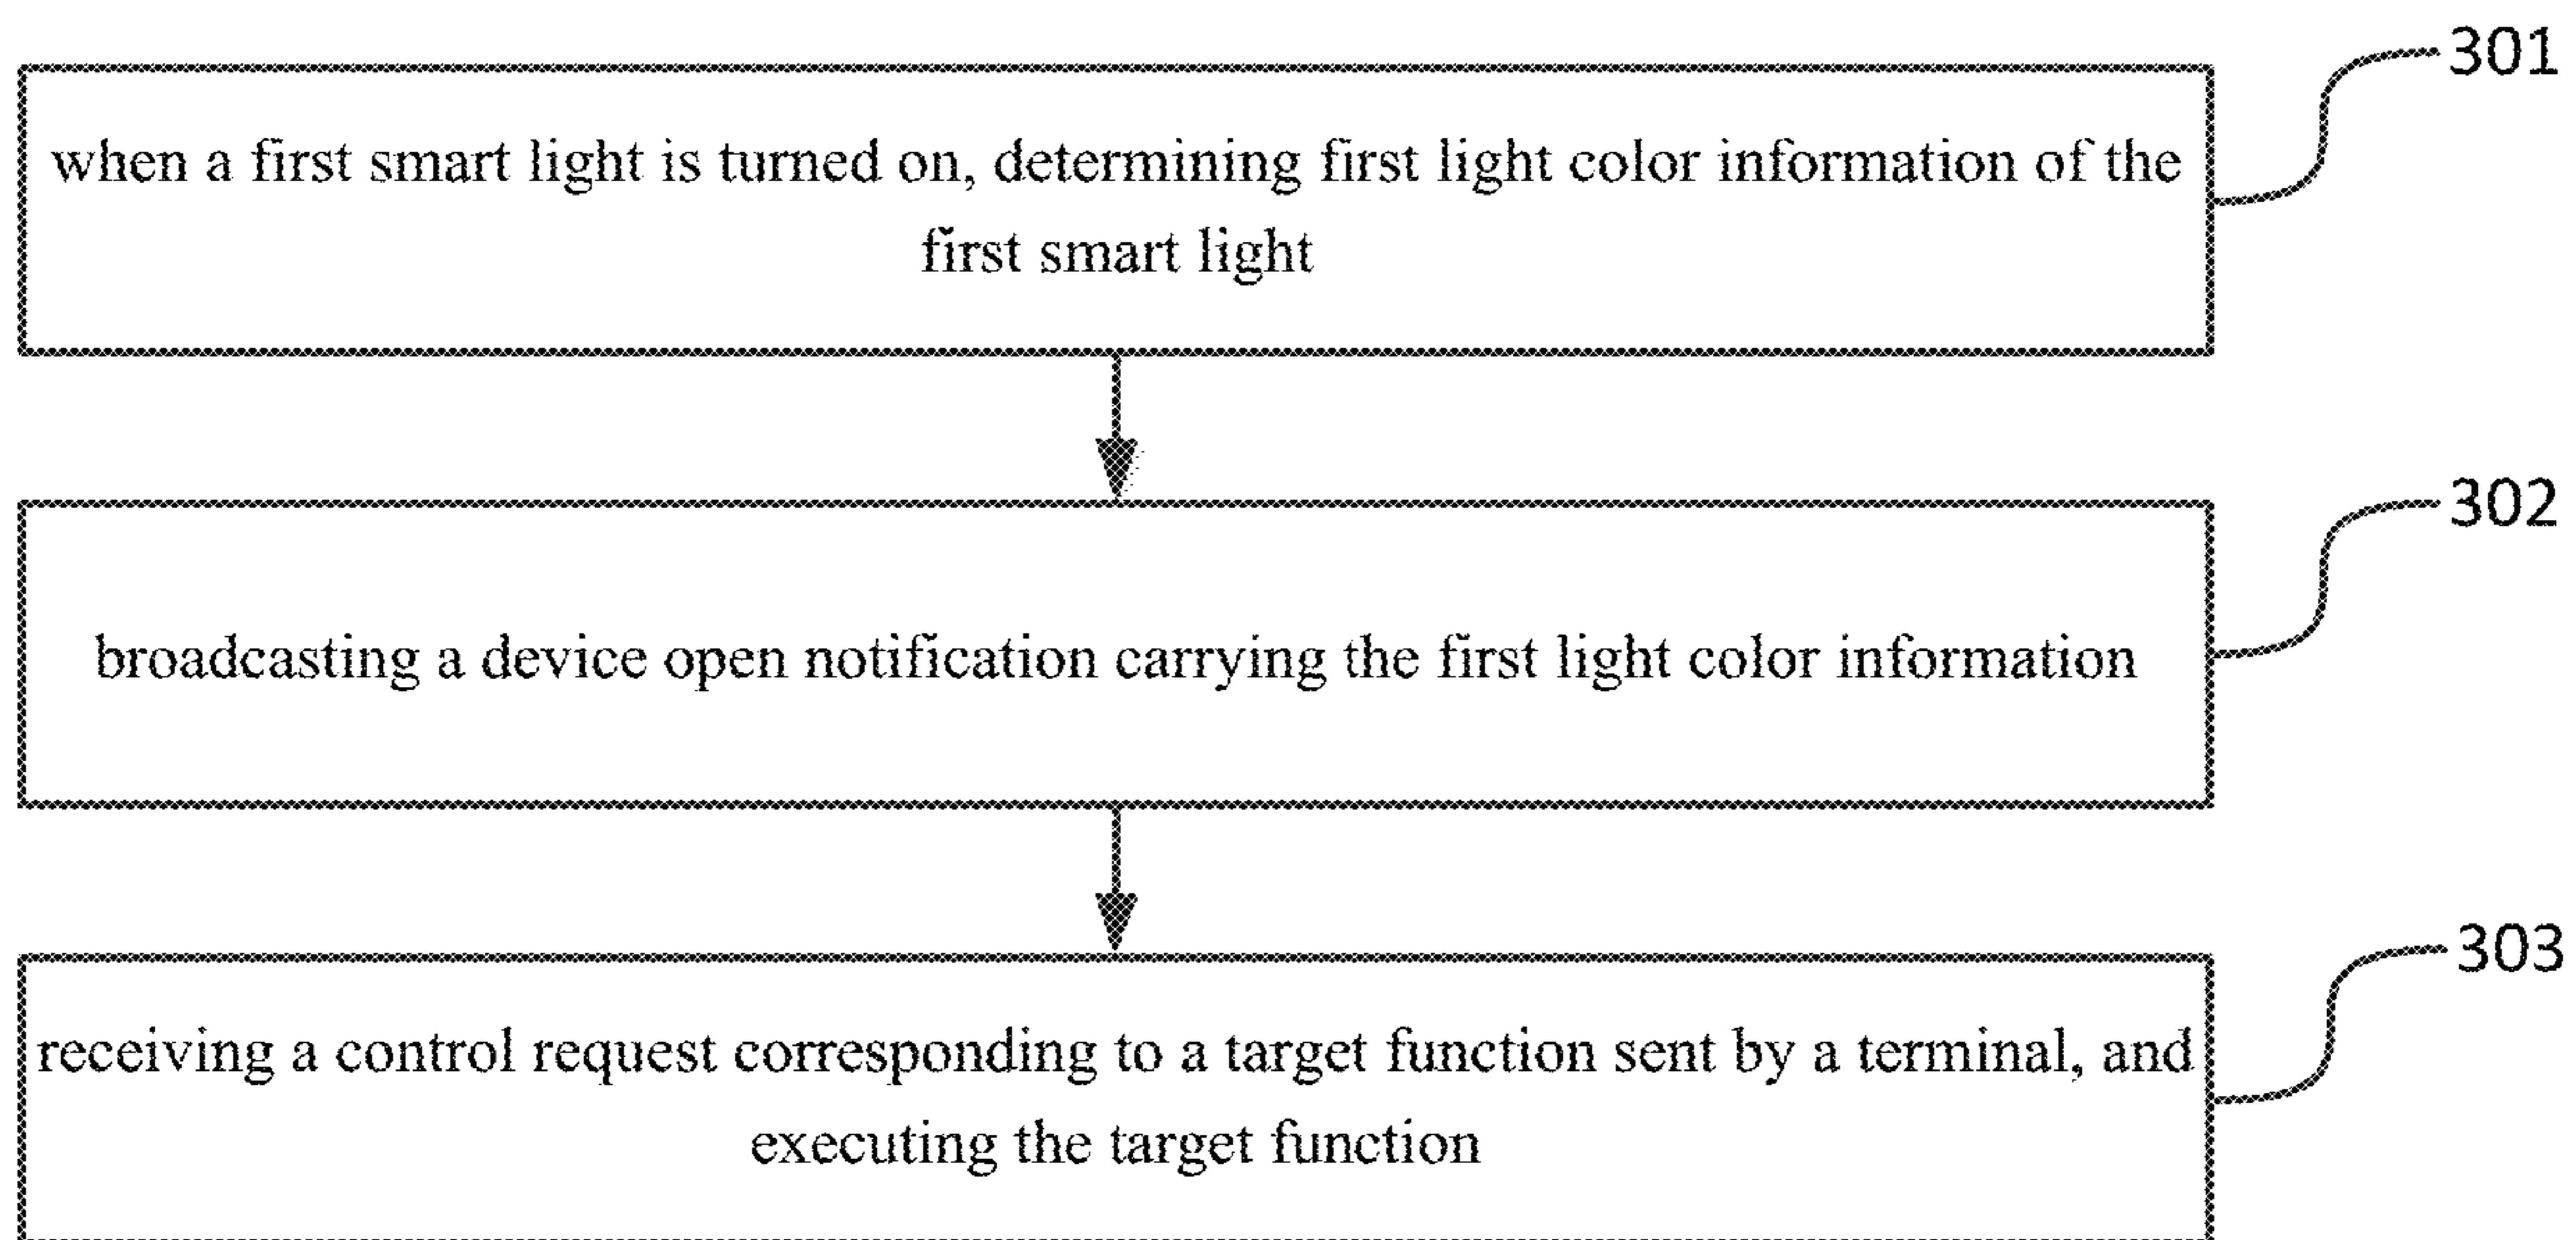 301
when a first smart light is turned on, determining first light color information of the
first smart light
302
broadcasting a device open notification carrying the first light color information
303
receiving a control request corresponding to a target function sent by a terminal, and
executing the target function